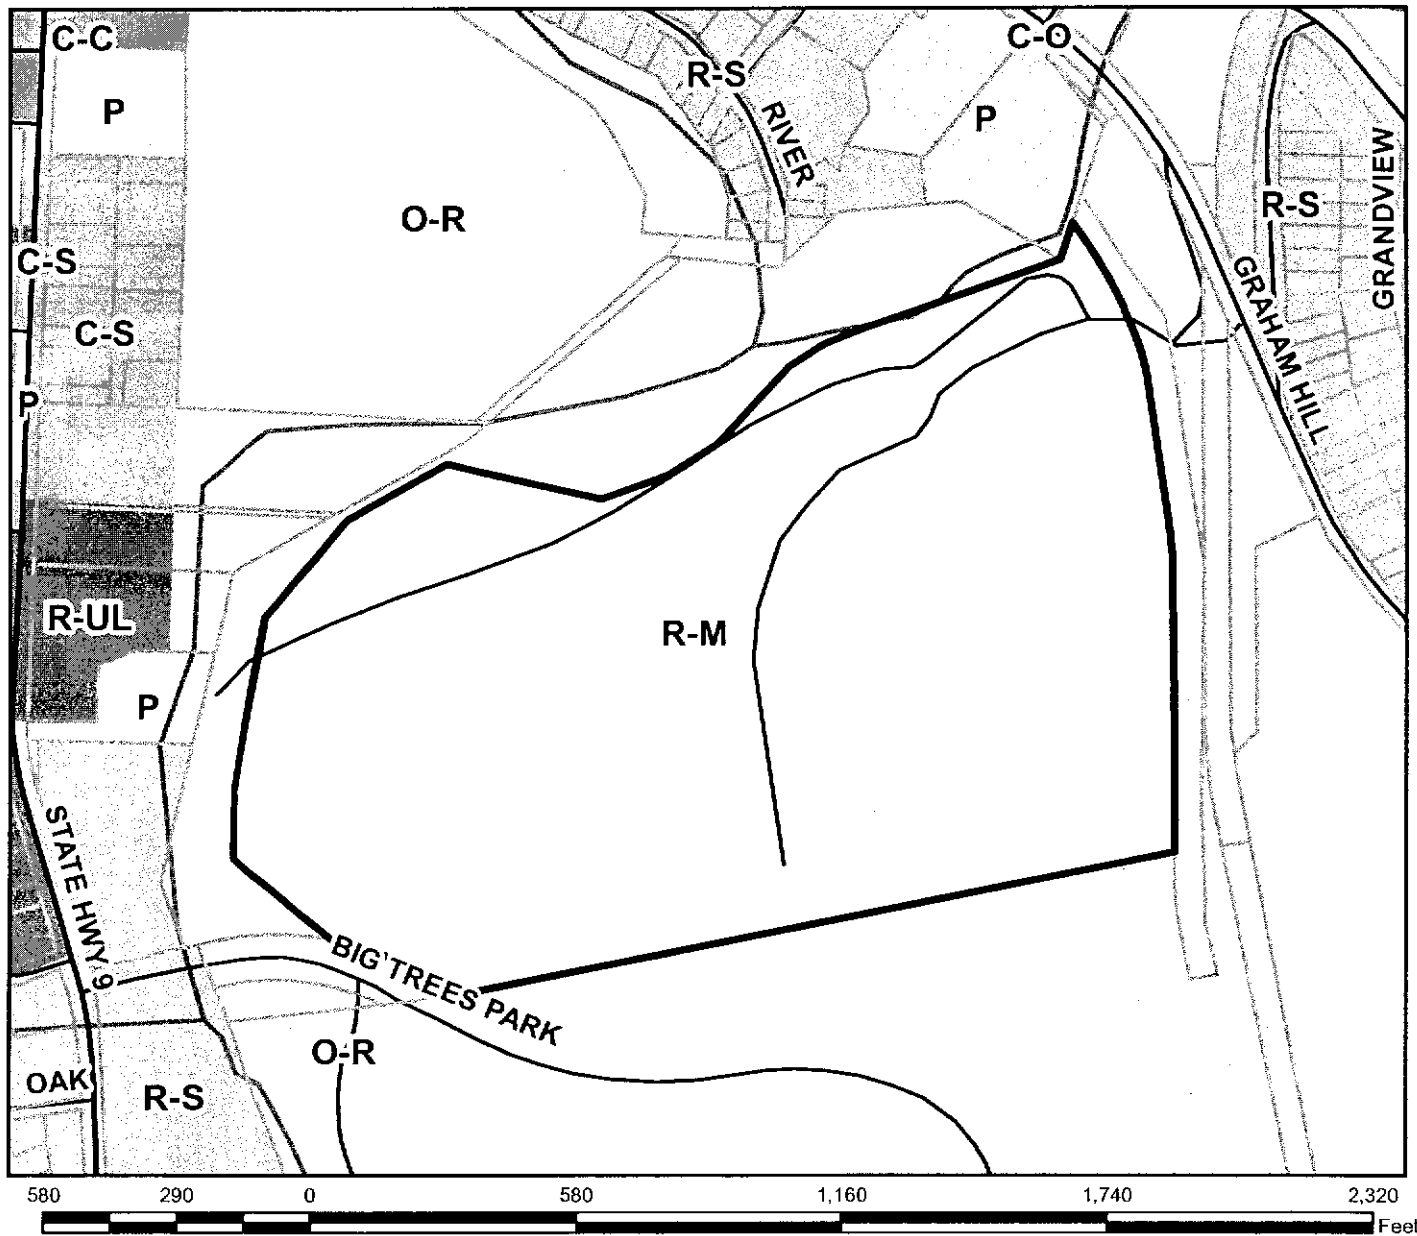 C-C
C-O
R-S
P
RIVER
P
GRANDVIEW
R-S
O-R
C-S
GRAHAM HILL
C-S
P
R-UL
R-M
P
STATE HWY 9
BIG TREES PARK
O-R
OAK
R-S
580 290 0 580 1,160 1,740 2,320
Feet